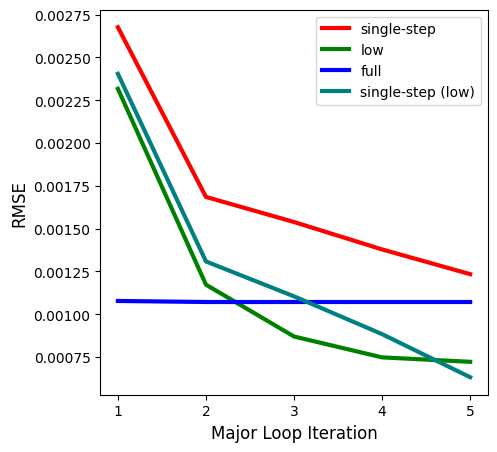 0.00275
0.00250
0.00225
0.00200
0.00175
0.00150
0.00125
0.00100
0.00075
RMSE
single-step
low
full
single-step (low)
1 2 3 4 5
Major Loop Iteration